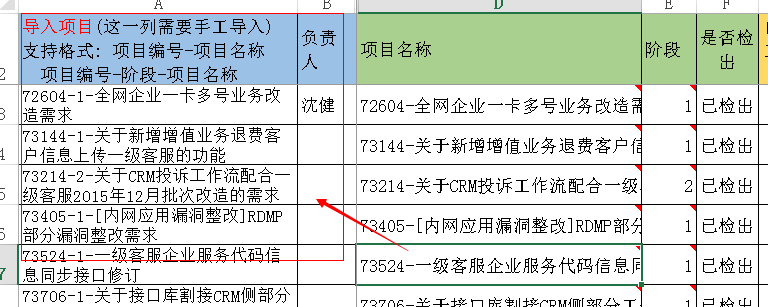 A B D E F
导入项目(这一列需要手工导入)
支持格式: 项目编号-项目名称
项目编号-阶段-项目名称
负责
人
项目名称
阶段
是否检
出
2
72604-1-全网企业一卡多号业务改
造需求
沈健
72604-全网企业一卡多号业务改造需
1
已检出
3
73144-1-关于新增增值业务退费客
户信息上传一级客服的功能
73144-关于新增增值业务退费客户信
1
已检出
4
73214-2-关于CRM投诉工作流配合一
级客服2015年12月批次改造的需求
73214-关于CRM投诉工作流配合一级
2
已检出
5
73405-1-[内网应用漏洞整改]RDMP
部分漏洞整改需求
73405-[内网应用漏洞整改]RDMP部分
1
已检出
6
73524-1-一级客服企业服务代码信
息同步接口修订
73524-一级客服企业服务代码信息同
1
已检出
7
73706-1-关于接口库割接CRM侧部分
73706-关于接口库割接CRM侧部分
1
已检出